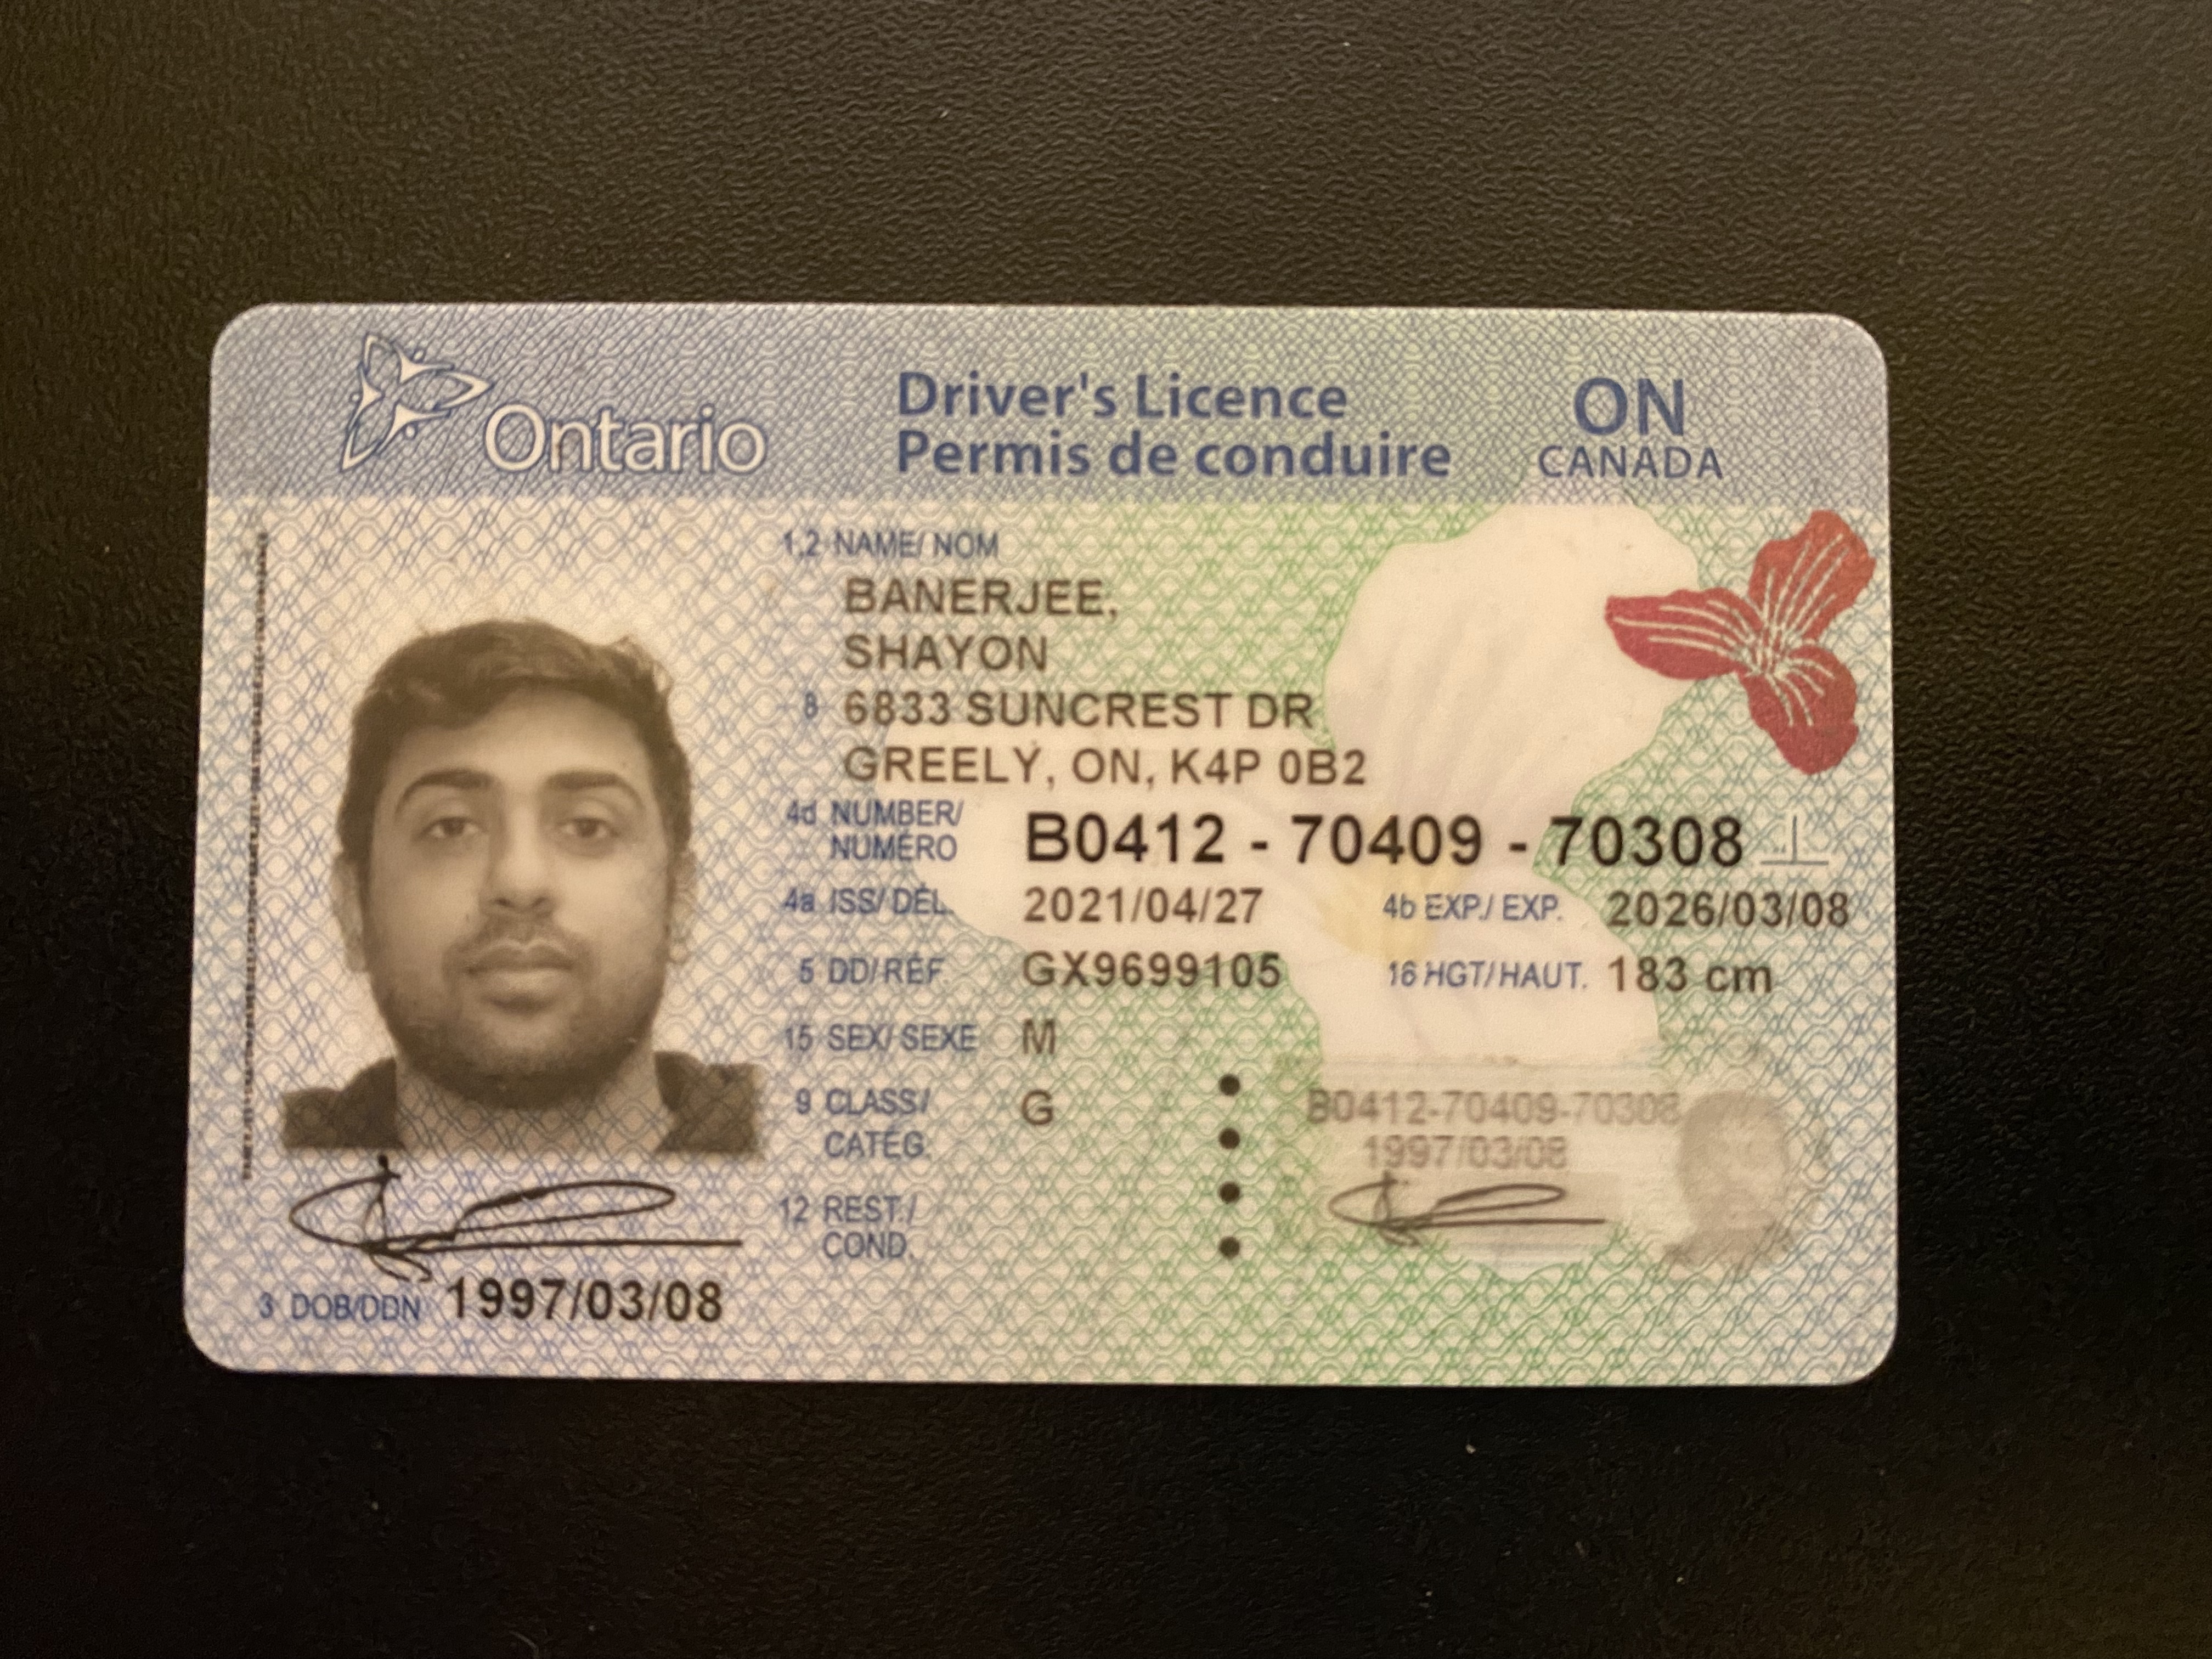 Ontario
Driver's Licence
Permis de conduire
ON
CANADA
1,2 NAME/ NOM
BANERJEE,
SHAYON
8 6833 SUNCREST DR
GREELY, ON, K4P 0B2
4d NUMBER/ NUMÉRO B0412 - 70409 - 70308
4a ISS/ DÉL. 2021/04/27 4b EXP./ EXP. 2026/03/08
5 DD/RÉF. GX9699105 16 HGT/HAUT. 183 cm
15 SEX/ SEXE M
9 CLASS/ CATÉG. G
12 REST./ COND.
B0412-70409-70308
1997/03/08
3 DOB/DDN 1997/03/08